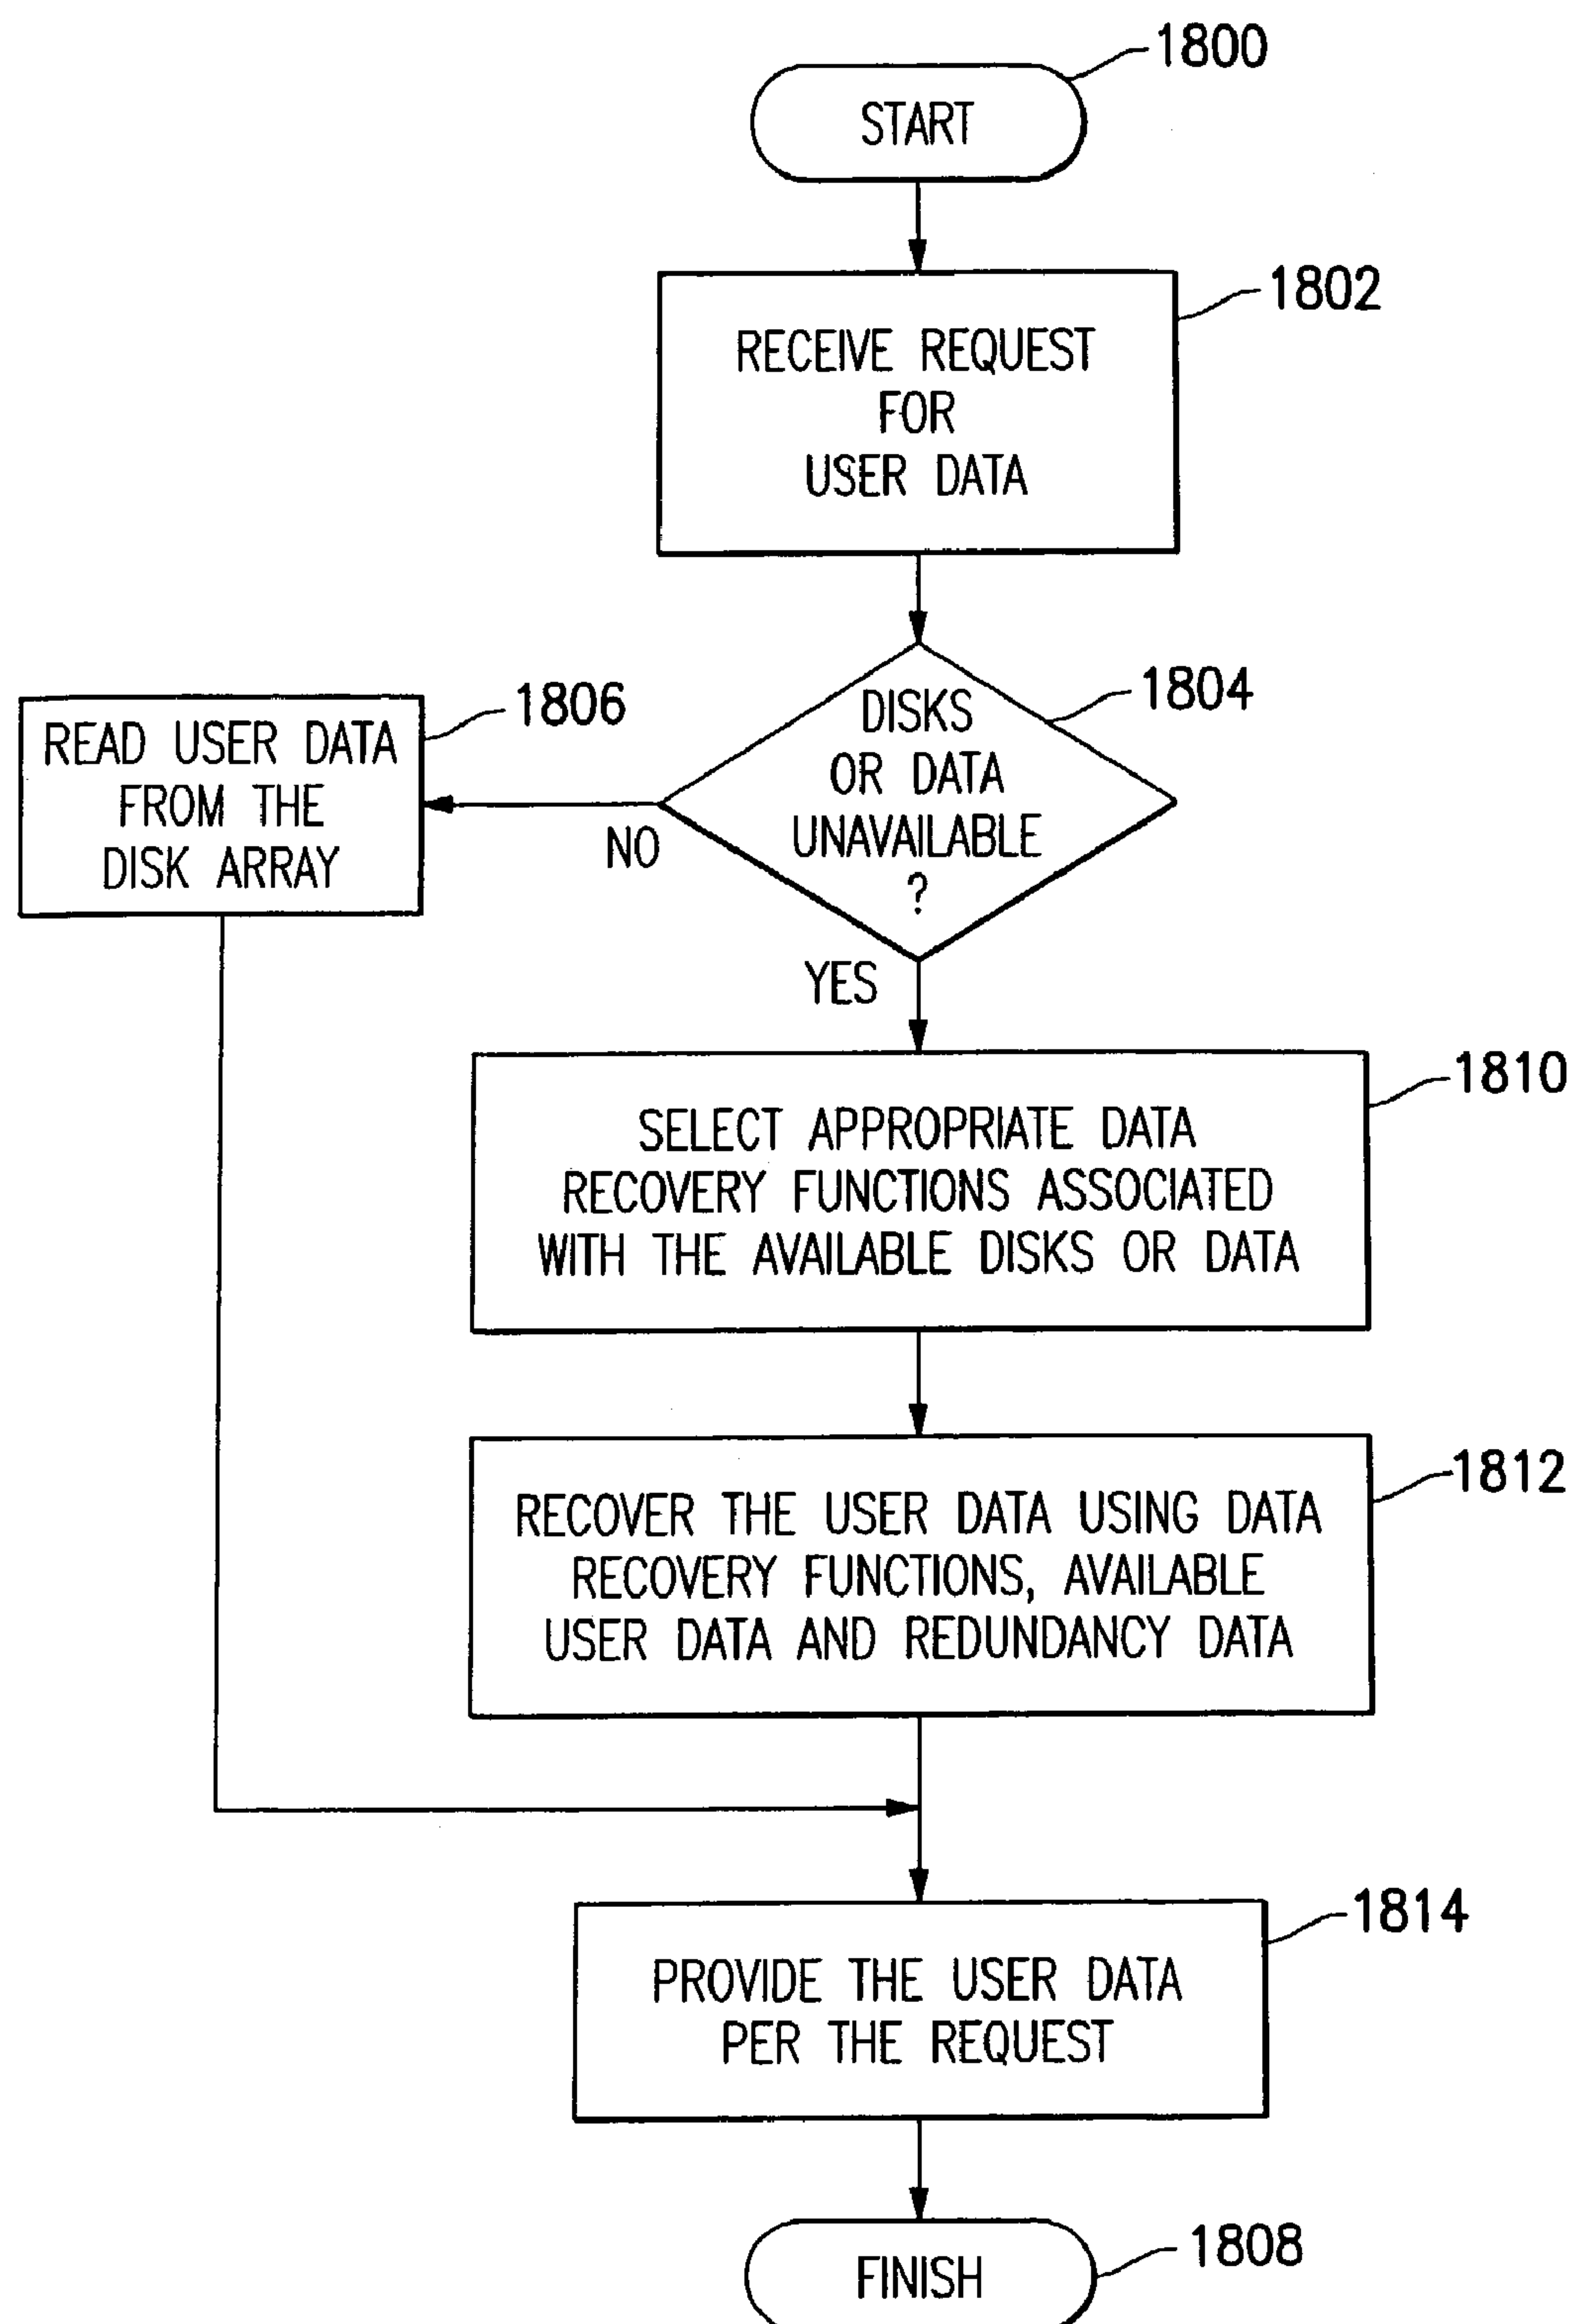 1800
START
1802
RECEIVE REQUEST
FOR
USER DATA
1804
DISKS
OR DATA
UNAVAILABLE
?
1806
READ USER DATA
FROM THE
DISK ARRAY
NO
YES
1810
SELECT APPROPRIATE DATA
RECOVERY FUNCTIONS ASSOCIATED
WITH THE AVAILABLE DISKS OR DATA
1812
RECOVER THE USER DATA USING DATA
RECOVERY FUNCTIONS, AVAILABLE
USER DATA AND REDUNDANCY DATA
1814
PROVIDE THE USER DATA
PER THE REQUEST
1808
FINISH